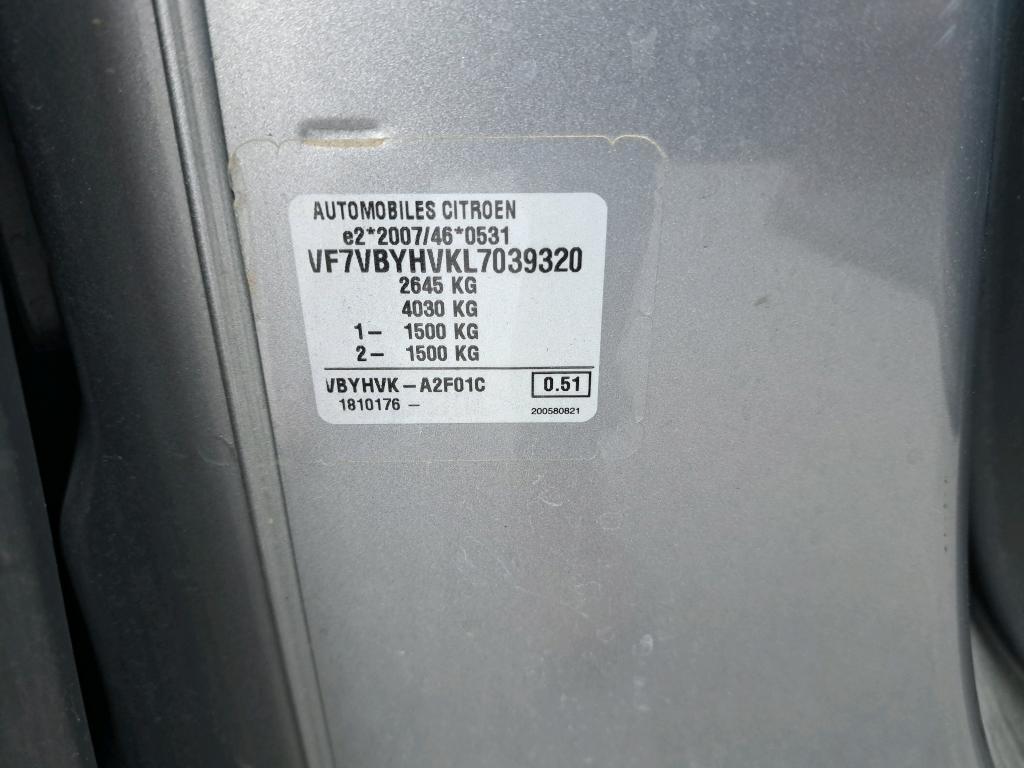 AUTOMOBILES CITROEN
e2*2007/46*0531
VF7VBYHVKL7039320
2645 KG
4030 KG
1– 1500 KG
2– 1500 KG
VBYHVK – A2F01C 0.51
1810176 – 200580821